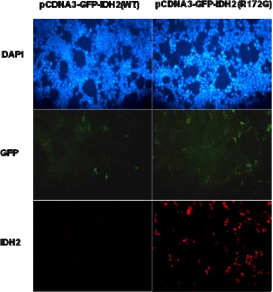 pCDNA3-GFP-IDH2(WT) pCDNA3-GFP-IDH2(R172G)
DAPI
GFP
IDH2